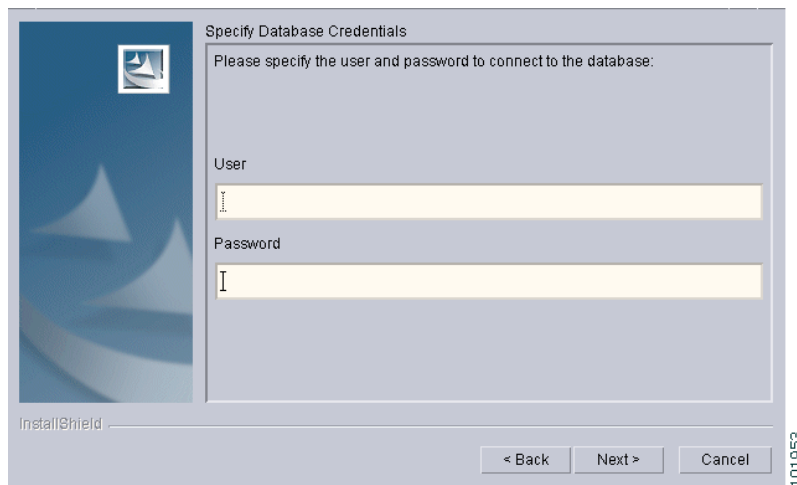 Specify Database Credentials
Please specify the user and password to connect to the database:
User
Password
InstallShield
< Back Next > Cancel
101953